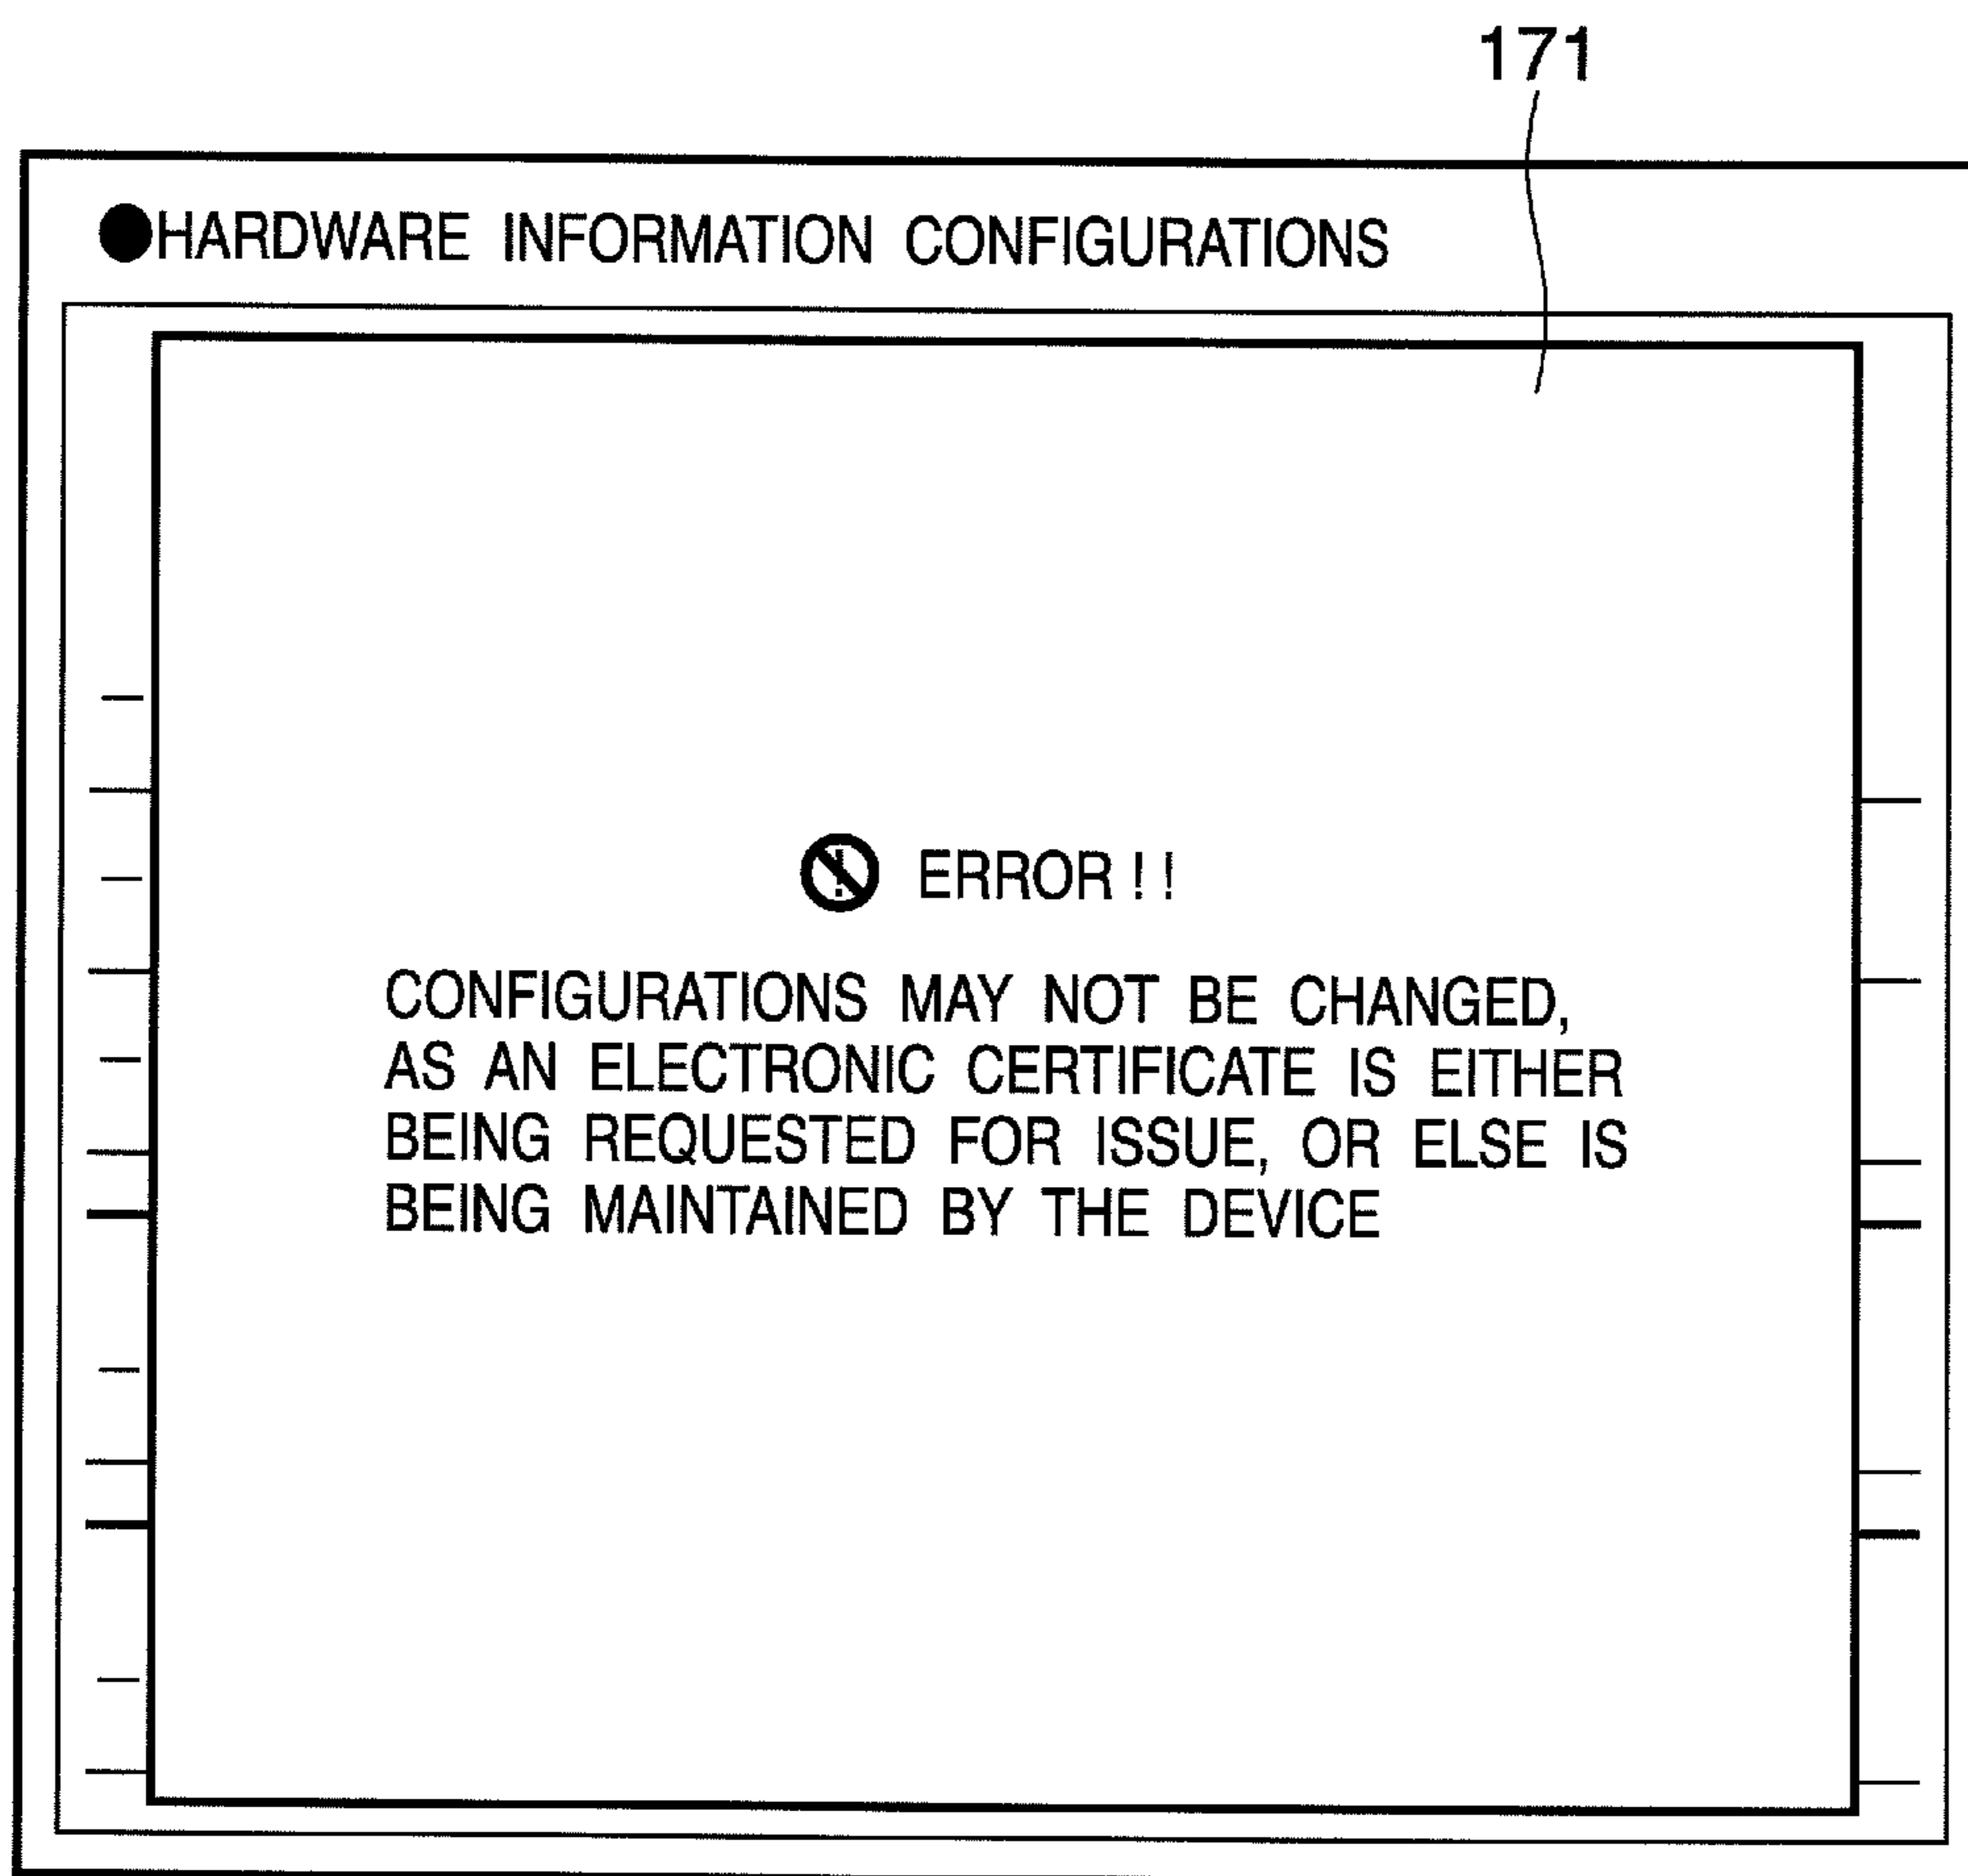 171
●HARDWARE INFORMATION CONFIGURATIONS
ERROR!!
CONFIGURATIONS MAY NOT BE CHANGED,
AS AN ELECTRONIC CERTIFICATE IS EITHER
BEING REQUESTED FOR ISSUE, OR ELSE IS
BEING MAINTAINED BY THE DEVICE